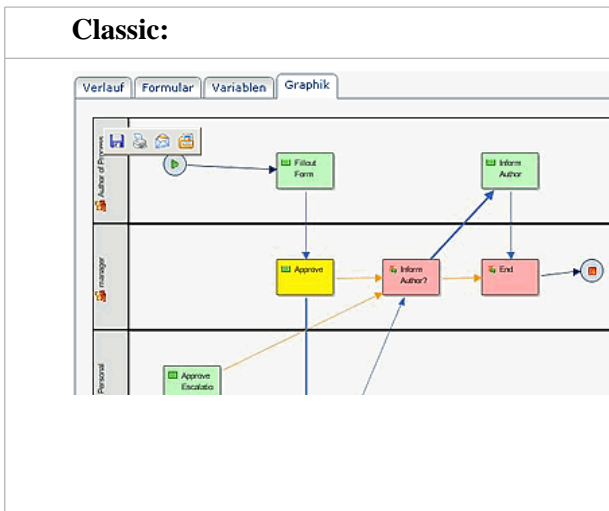 Classic:
Verlauf Formular Variablen Graphik
Author of Process
Fillout
Form
Inform
Author
manager
Approve
Inform
Author?
End
Personal
Approve
Escalatio